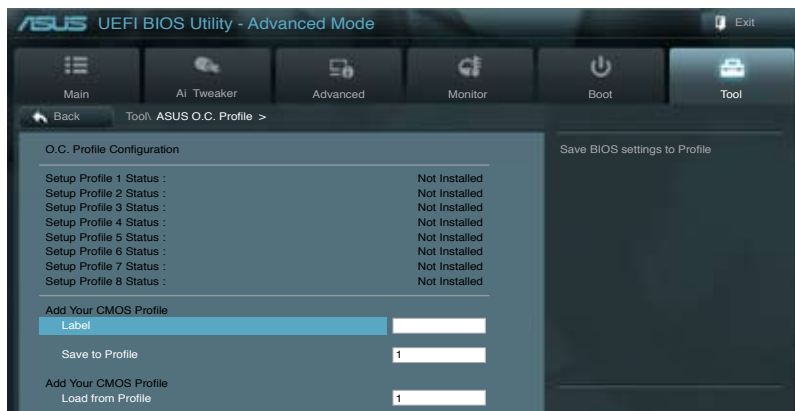 ASUS UEFI BIOS Utility - Advanced Mode
Exit
Main
Ai Tweaker
Advanced
Monitor
Boot
Tool
Back
Tool\ ASUS O.C. Profile >
O.C. Profile Configuration
Save BIOS settings to Profile
Setup Profile 1 Status : Not Installed
Setup Profile 2 Status : Not Installed
Setup Profile 3 Status : Not Installed
Setup Profile 4 Status : Not Installed
Setup Profile 5 Status : Not Installed
Setup Profile 6 Status : Not Installed
Setup Profile 7 Status : Not Installed
Setup Profile 8 Status : Not Installed
Add Your CMOS Profile
Label
Save to Profile 1
Add Your CMOS Profile
Load from Profile 1